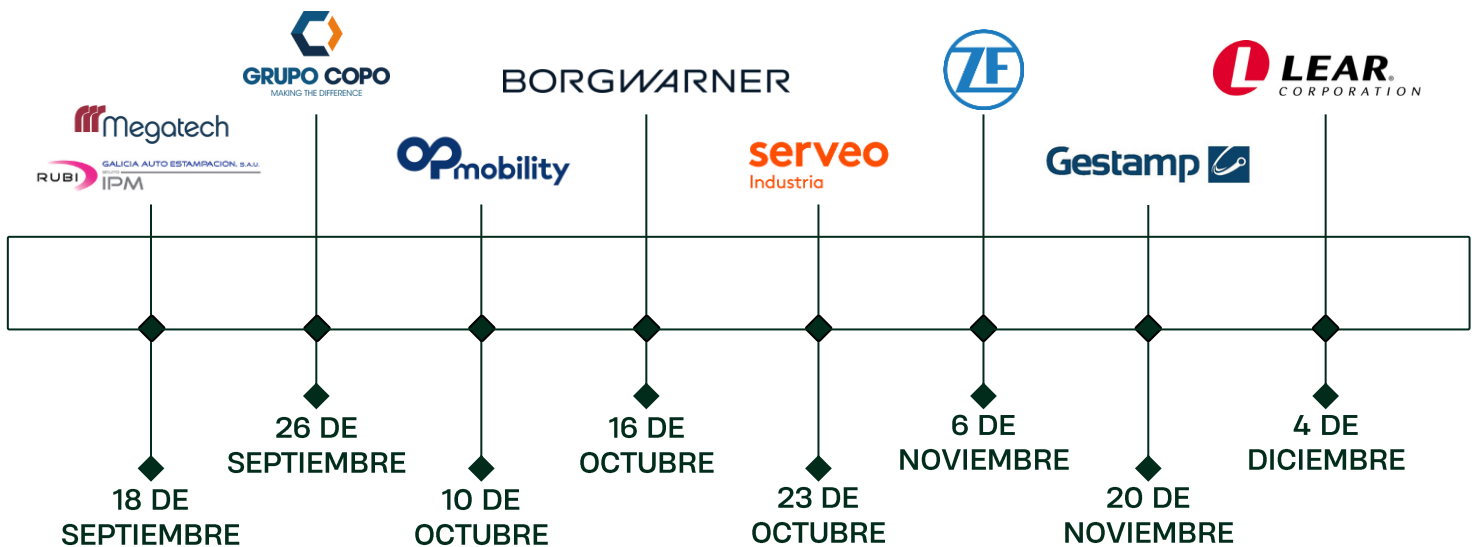 Megatech
RUBI
GALICIA AUTO ESTAMPACION, S.A.U.
GRUPO
IPM
18 DE
SEPTIEMBRE
GRUPO COPO
MAKING THE DIFFERENCE
26 DE
SEPTIEMBRE
OPmobility
10 DE
OCTUBRE
BORGWARNER
16 DE
OCTUBRE
serveo
Industria
23 DE
OCTUBRE
ZF
6 DE
NOVIEMBRE
Gestamp
20 DE
NOVIEMBRE
L LEAR®
CORPORATION
4 DE
DICIEMBRE